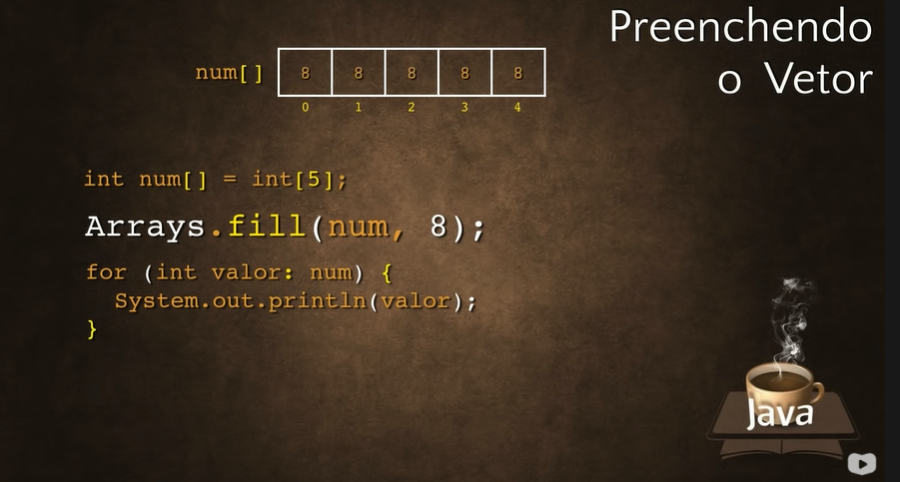 Preenchendo
o Vetor
num[] 8 8 8 8 8
0 1 2 3 4
int num[] = int[5];
Arrays.fill(num, 8);
for (int valor: num) {
System.out.println(valor);
}
Java